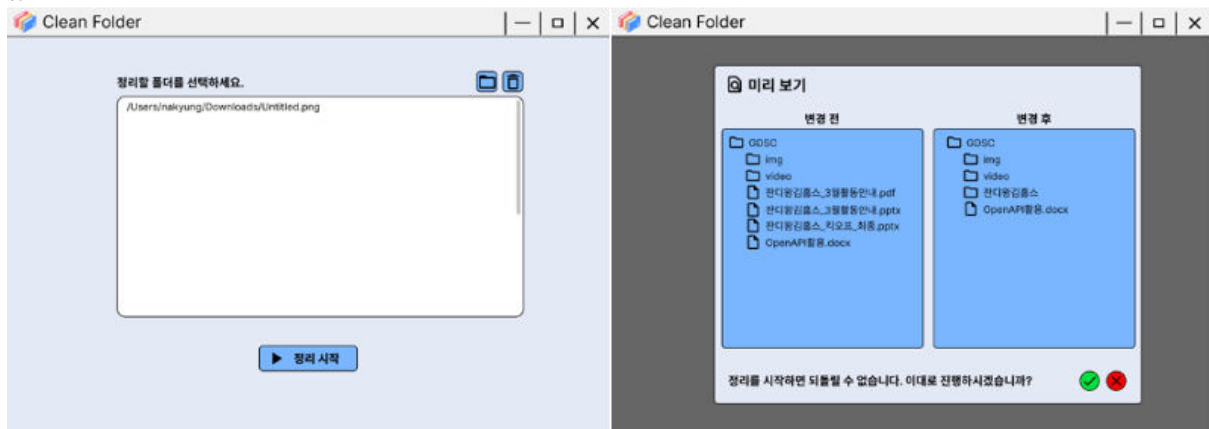 Clean Folder
정리할 폴더를 선택하세요.
/Users/nakyung/Downloads/Untitled.png
정리 시작
Clean Folder
미리 보기
변경 전
GDSC
img
video
잔디왕김흠스_3월활동안내.pdf
잔디왕김흠스_3월활동안내.pptx
잔디왕김흠스_킥오프_최종.pptx
OpenAPI활용.docx
변경 후
GDSC
img
video
잔디왕김흠스
OpenAPI활용.docx
정리를 시작하면 되돌릴 수 없습니다. 이대로 진행하시겠습니까?